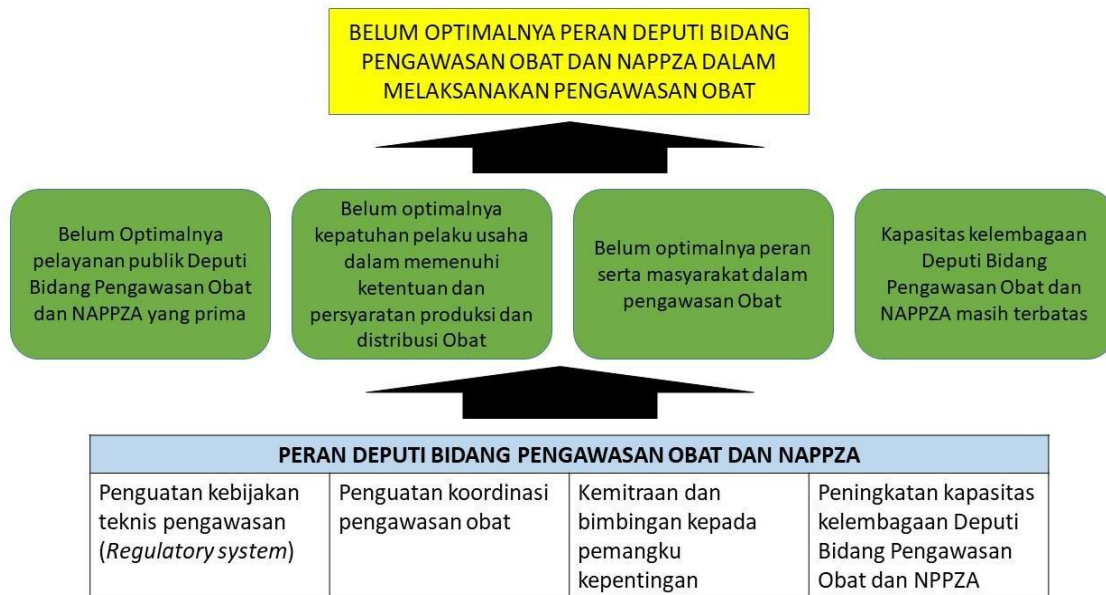 BELUM OPTIMALNYA PERAN DEPUTI BIDANG
PENGAWASAN OBAT DAN NAPPZA DALAM
MELAKSANAKAN PENGAWASAN OBAT
Belum Optimalnya
pelayanan publik Deputi
Bidang Pengawasan Obat
dan NAPPZA yang prima
Belum optimalnya
kepatuhan pelaku usaha
dalam memenuhi
ketentuan dan
persyaratan produksi dan
distribusi Obat
Belum optimalnya peran
serta masyarakat dalam
pengawasan Obat
Kapasitas kelembagaan
Deputi Bidang
Pengawasan Obat dan
NAPPZA masih terbatas
PERAN DEPUTI BIDANG PENGAWASAN OBAT DAN NAPPZA
Penguatan kebijakan
teknis pengawasan
(Regulatory system)
Penguatan koordinasi
pengawasan obat
Kemitraan dan
bimbingan kepada
pemangku
kepentingan
Peningkatan kapasitas
kelembagaan Deputi
Bidang Pengawasan
Obat dan NPPZA